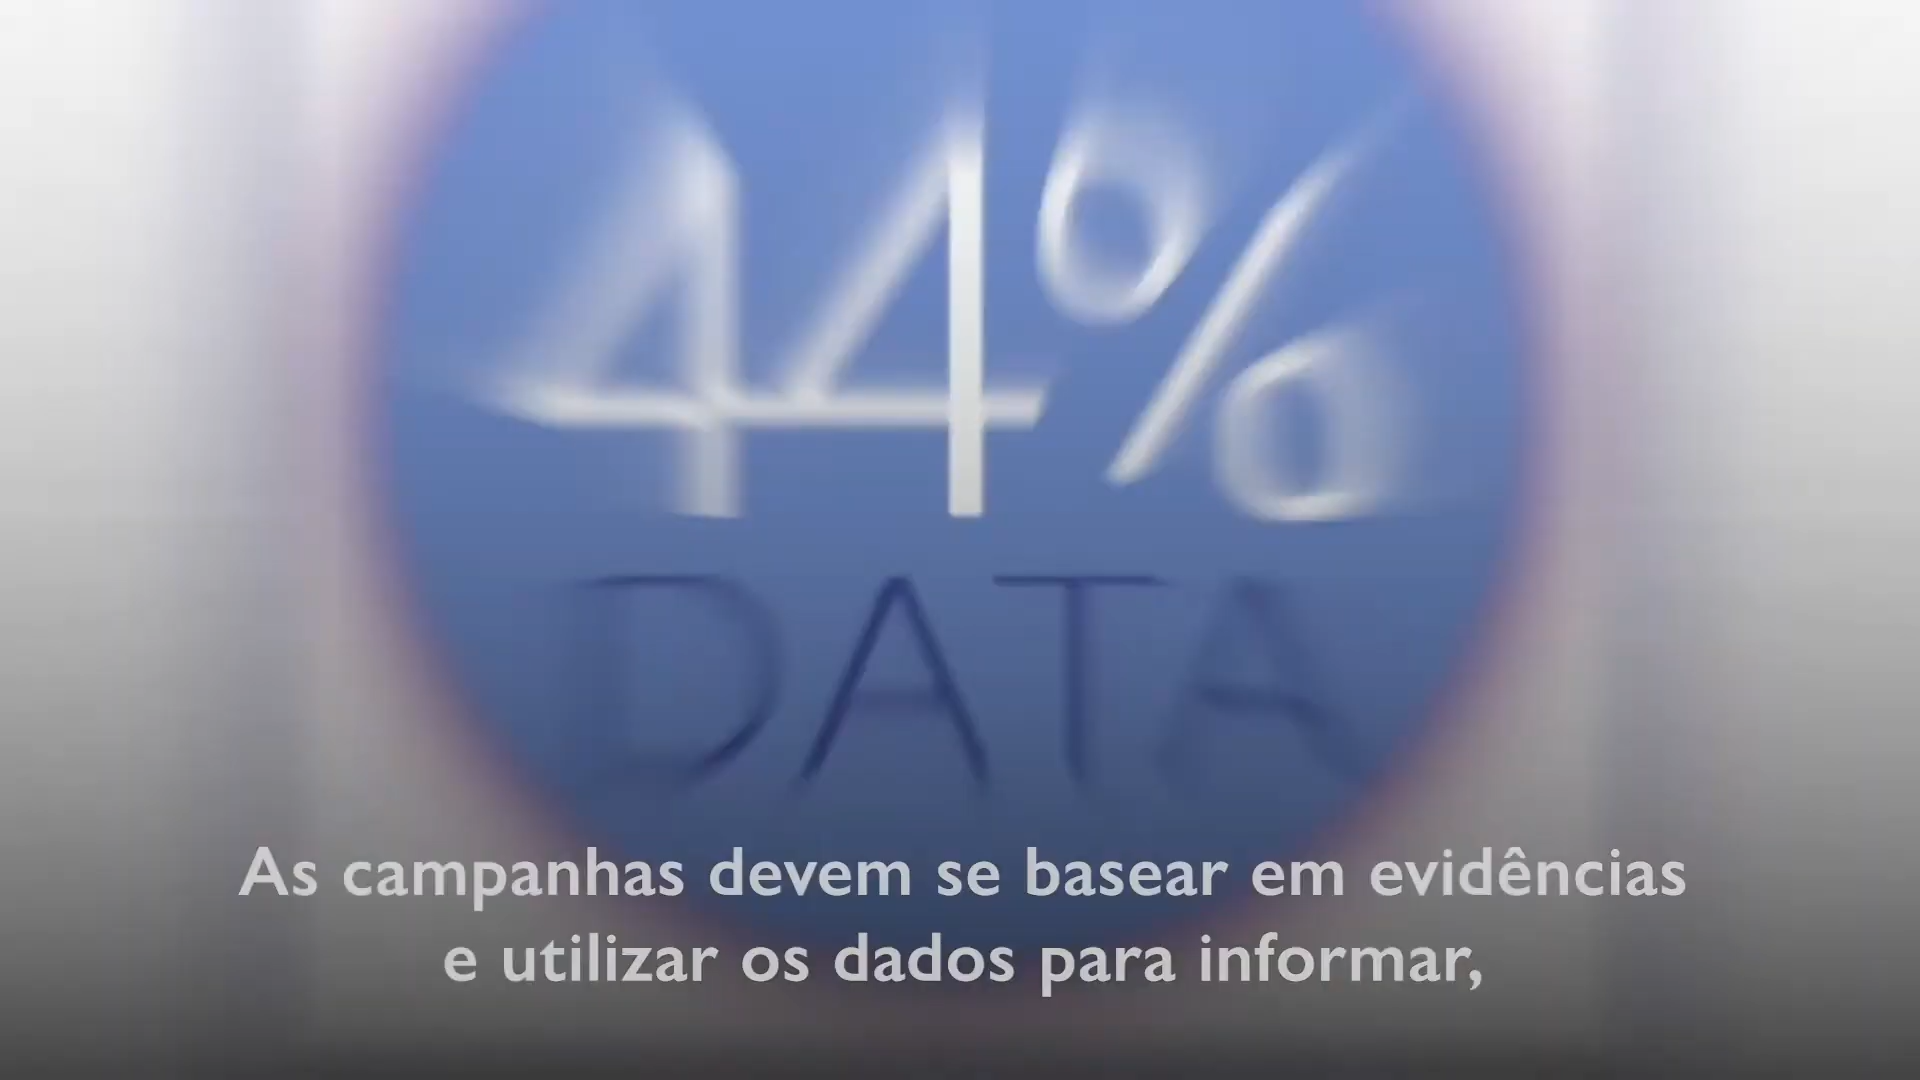 44%
DATA
As campanhas devem se basear em evidências
e utilizar os dados para informar,